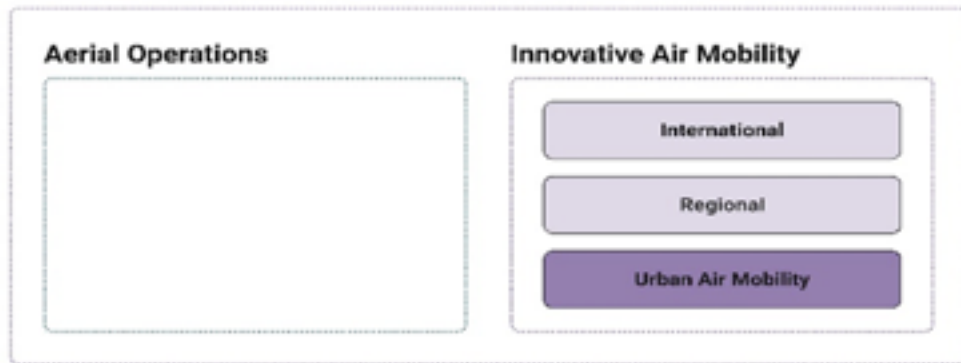 Aerial Operations
Innovative Air Mobility
International
Regional
Urban Air Mobility